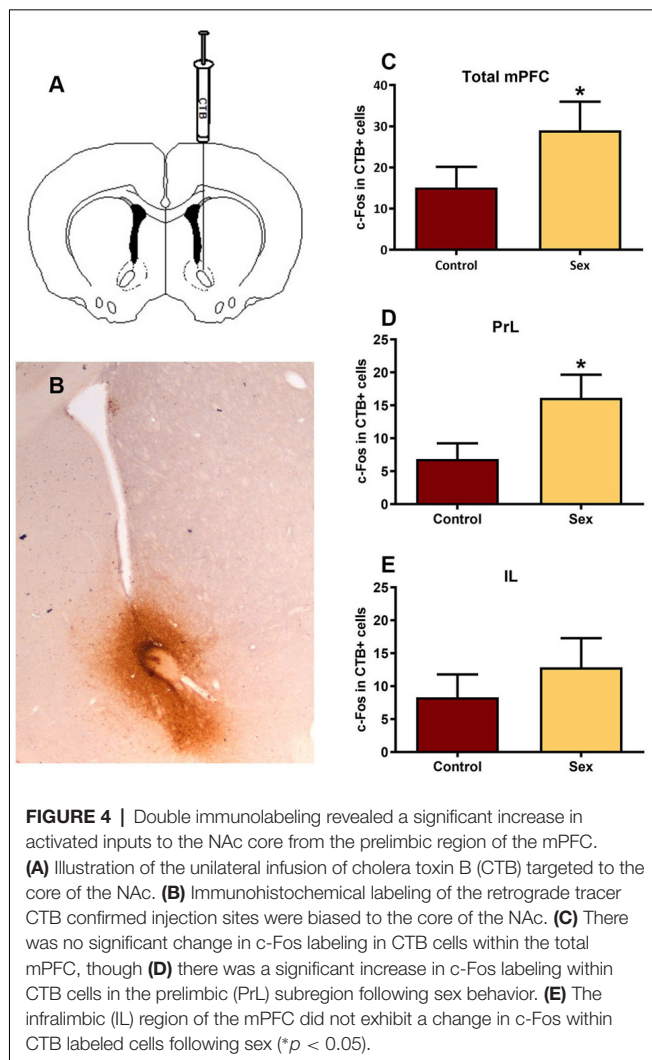 A
CTB
C
Total mPFC
*
c-Fos in CTB+ cells
40
30
20
10
0
Control
Sex
B
D
PrL
*
c-Fos in CTB+ cells
25
20
15
10
5
0
Control
Sex
E
IL
c-Fos in CTB+ cells
25
20
15
10
5
0
Control
Sex
FIGURE 4 | Double immunolabeling revealed a significant increase in
activated inputs to the NAc core from the prelimbic region of the mPFC.
(A) Illustration of the unilateral infusion of cholera toxin B (CTB) targeted to the
core of the NAc. (B) Immunohistochemical labeling of the retrograde tracer
CTB confirmed injection sites were biased to the core of the NAc. (C) There
was no significant change in c-Fos labeling in CTB cells within the total
mPFC, though (D) there was a significant increase in c-Fos labeling within
CTB cells in the prelimbic (PrL) subregion following sex behavior. (E) The
infralimbic (IL) region of the mPFC did not exhibit a change in c-Fos within
CTB labeled cells following sex (*p < 0.05).